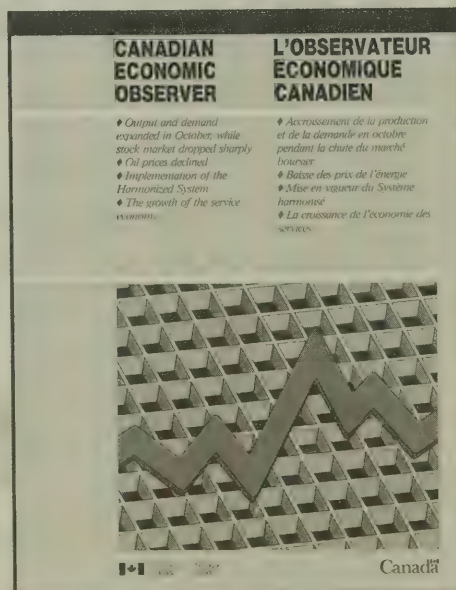 CANADIAN
ECONOMIC
OBSERVER
♦ Output and demand
expanded in October, while
stock market dropped sharply
♦ Oil prices declined
♦ Implementation of the
Harmonized System
♦ The growth of the service
economy
L'OBSERVATEUR
ÉCONOMIQUE
CANADIEN
♦ Accroissement de la production
et de la demande en octobre
pendant la chute du marché
boursier
♦ Baisse des prix de l'énergie
♦ Mise en vigueur du Système
harmonisé
♦ La croissance de l'économie des
services
Canada